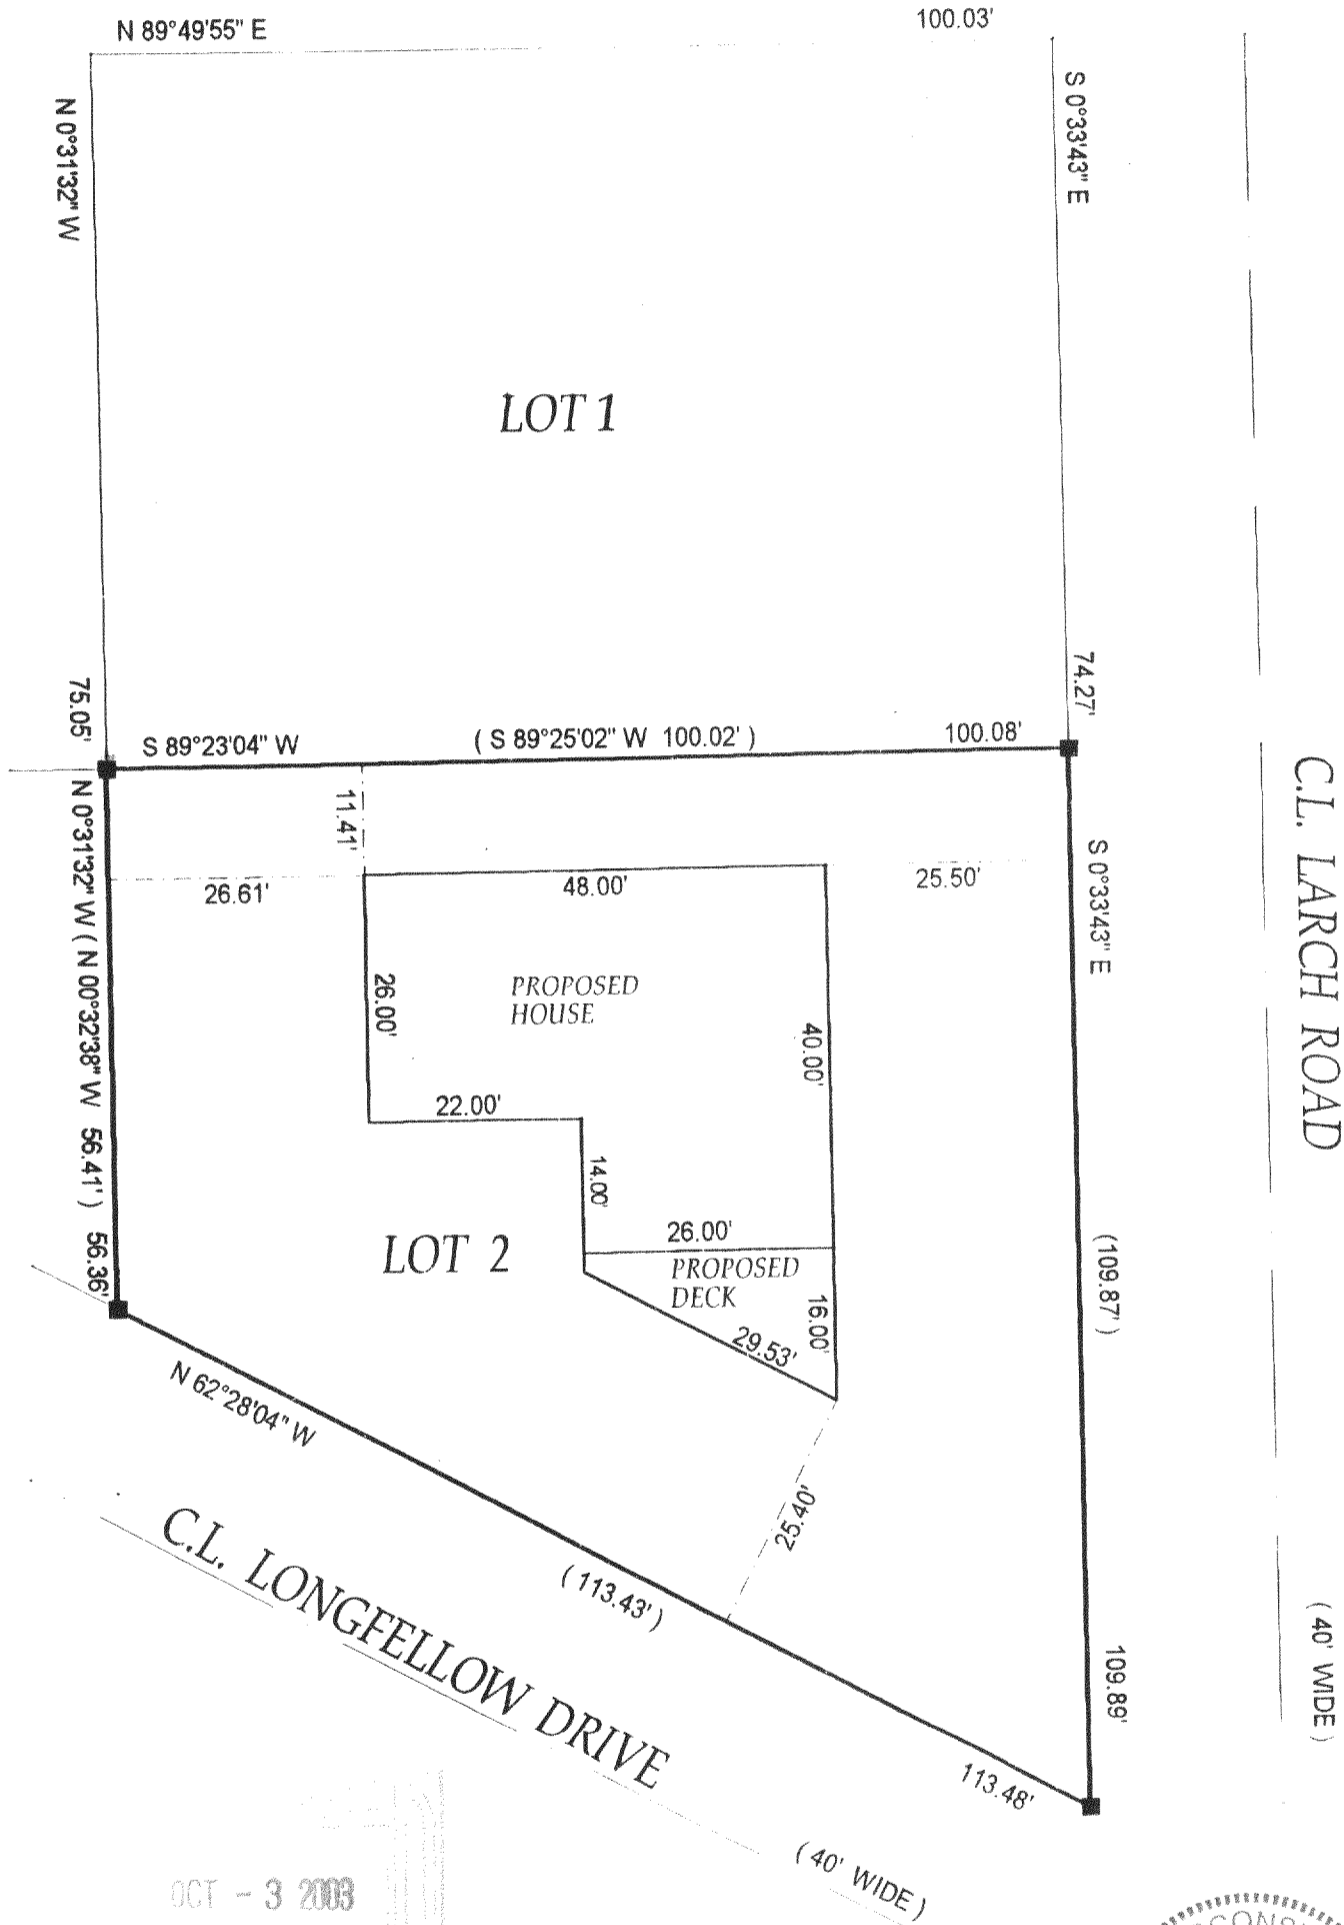 N 89°49'55" E
100.03'
N 0°31'32" W
S 0°33'43" E
LOT 1
75.05'
74.27'
S 89°23'04" W
( S 89°25'02" W 100.02' )
100.08'
11.41'
26.61'
48.00'
25.50'
N 0°31'32" W ( N 00°32'38" W 56.41' ) 56.36'
S 0°33'43" E
C.L. LARCH ROAD
PROPOSED
HOUSE
26.00'
40.00'
22.00'
14.00'
26.00'
LOT 2
PROPOSED
DECK
16.00'
29.53'
(109.87' )
N 62°28'04" W
25.40'
( 113.43' )
C.L. LONGFELLOW DRIVE
( 40' WIDE )
109.89'
113.48'
( 40' WIDE )
OCT - 3 2003